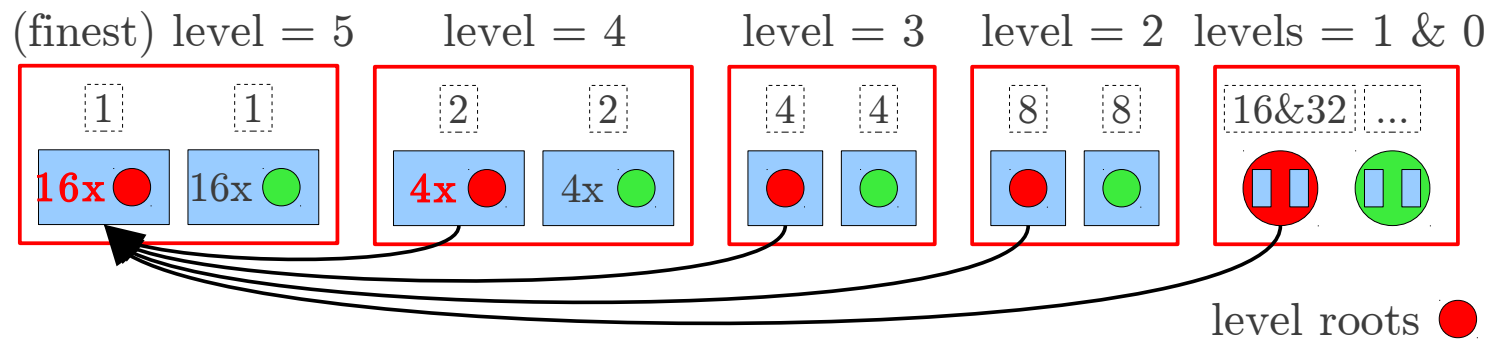 (finest) level = 5 level = 4 level = 3 level = 2 levels = 1 & 0
1 1 2 2 4 4 8 8 16&32 ...
16x 16x 4x 4x
level roots